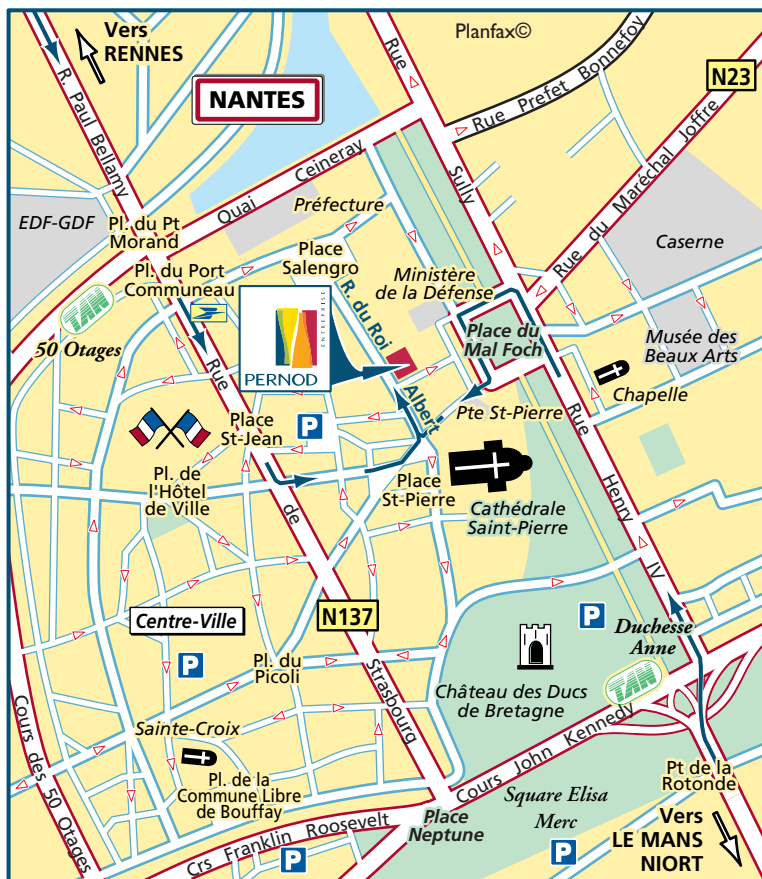 Vers
RENNES
Planfax©
N23
NANTES
R. Paul Bellamy
Rue
Sully
Rue Prefet Bonnefoy
Rue du Maréchal Joffre
Quai Ceineray
EDF-GDF
Pl. du Pt
Morand
Préfecture
Caserne
Place
Salengro
Ministère
de la Défense
Pl. du Port
Communeau
TAN
50 Otages
R. du Roi
Albert
ENTREPRISE
PERNOD
Place du
Mal Foch
Musée des
Beaux Arts
Chapelle
Rue
de
Strasbourg
Place
St-Jean
P
Pte St-Pierre
Rue
Henry IV
Pl. de
l'Hôtel
de Ville
Place
St-Pierre
Cathédrale
Saint-Pierre
Centre-Ville
N137
P
Duchesse
Anne
P
Pl. du
Picoli
TAN
Château des Ducs
de Bretagne
Sainte-Croix
Pl. de la
Commune Libre
de Bouffay
Cours des 50 Otages
Cours John Kennedy
Pt de la
Rotonde
Square Elisa
Merc
Crs Franklin Roosevelt
Place
Neptune
Vers
LE MANS
NIORT
P
P